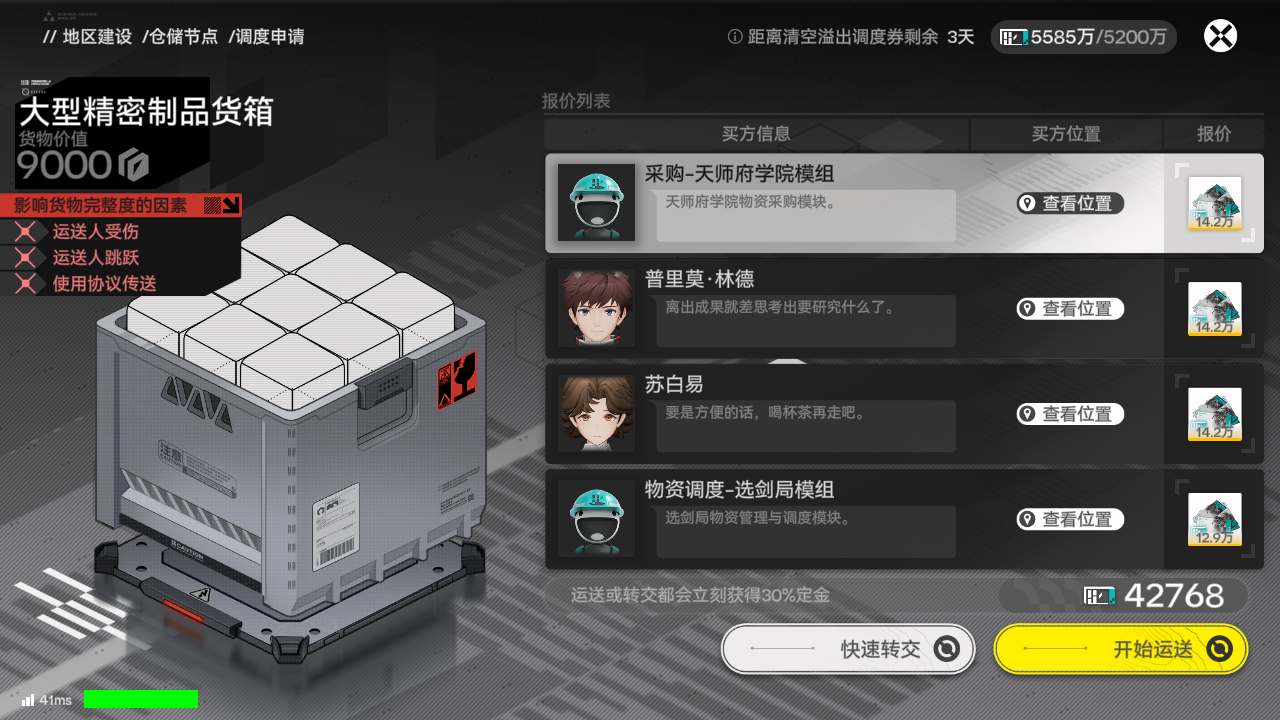 // 地区建设 /仓储节点 /调度申请
距离清空溢出调度券剩余 3天
5585万/5200万
大型精密制品货箱
货物价值
9000
影响货物完整度的因素
运送人受伤
运送人跳跃
使用协议传送
报价列表
买方信息 买方位置 报价
采购-天师府学院模组
天师府学院物资采购模块。
查看位置
14.2万
普里莫·林德
离出成果就差思考出要研究什么了。
查看位置
14.2万
苏白易
要是方便的话，喝杯茶再走吧。
查看位置
14.2万
物资调度-选剑局模组
选剑局物资管理与调度模块。
查看位置
12.9万
注意
CAUTION
运送或转交都会立刻获得30%定金
42768
快速转交
开始运送
41ms